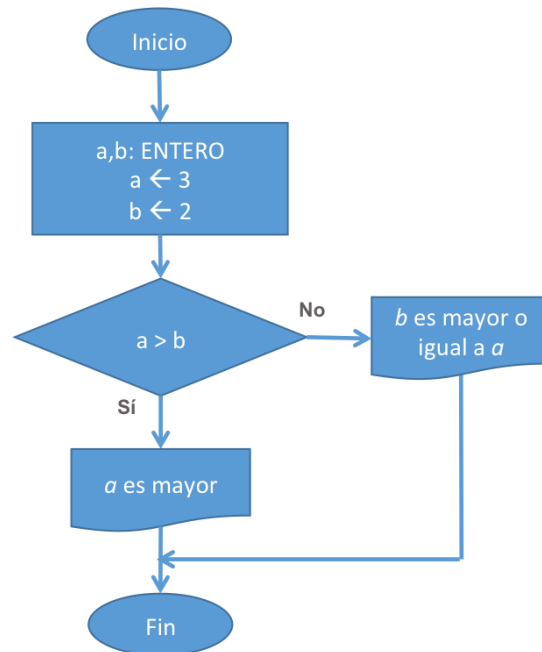 Inicio
a,b: ENTERO
a ← 3
b ← 2
a > b
No
b es mayor o
igual a a
Sí
a es mayor
Fin